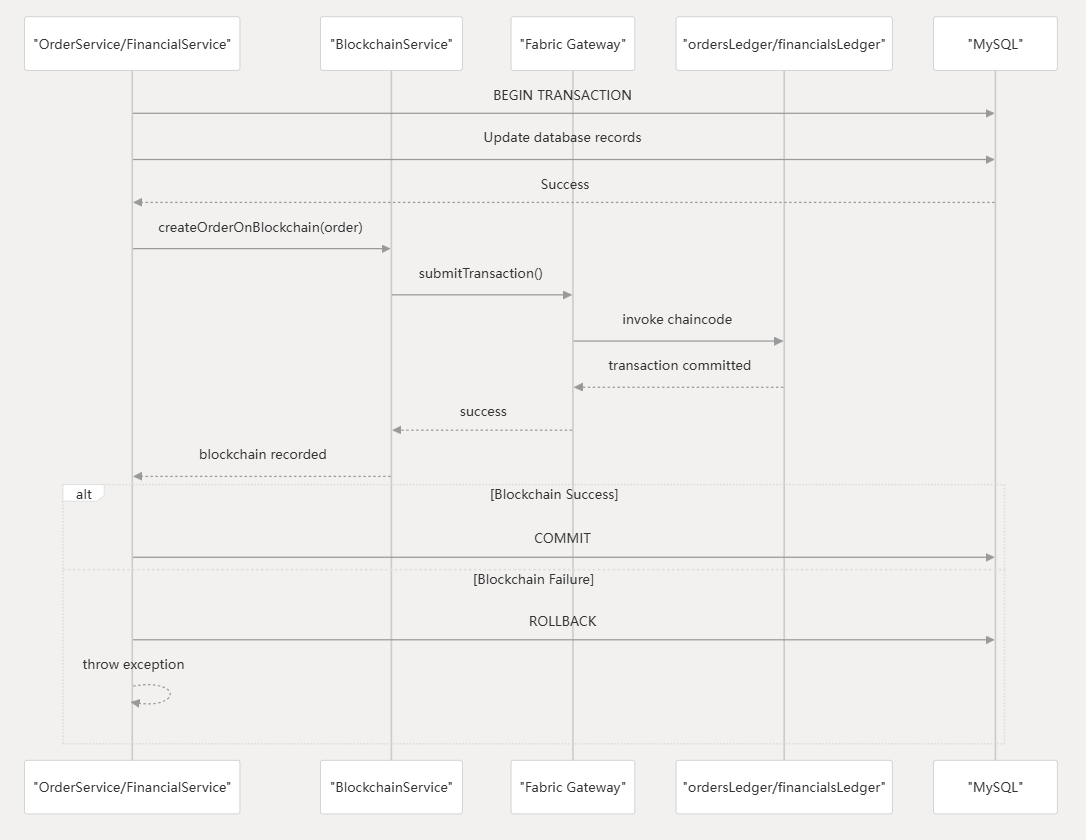 "OrderService/FinancialService"
"BlockchainService"
"Fabric Gateway"
"ordersLedger/financialsLedger"
"MySQL"
BEGIN TRANSACTION
Update database records
Success
createOrderOnBlockchain(order)
submitTransaction()
invoke chaincode
transaction committed
success
blockchain recorded
alt
[Blockchain Success]
COMMIT
[Blockchain Failure]
ROLLBACK
throw exception
"OrderService/FinancialService"
"BlockchainService"
"Fabric Gateway"
"ordersLedger/financialsLedger"
"MySQL"